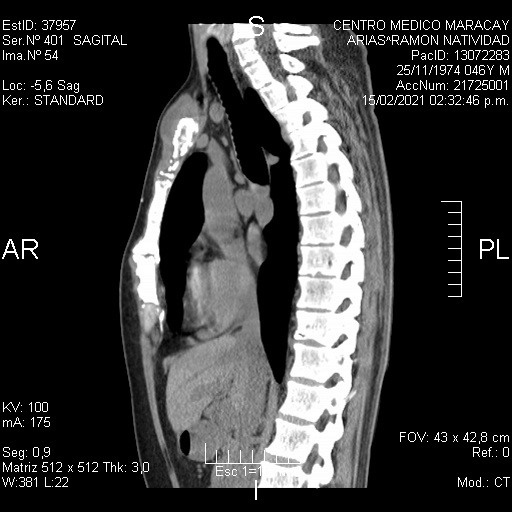 EstID: 37957
Ser.Nº 401 SAGITAL
Ima.Nº 54
Loc: -5,6 Sag
Ker.: STANDARD
S
CENTRO MEDICO MARACAY
ARIAS^RAMON NATIVIDAD
PacID: 13072283
25/11/1974 046Y M
AccNum: 21725001
15/02/2021 02:32:46 p.m.
AR
PL
KV: 100
mA: 175
Seg: 0,9
Matriz 512 x 512 Thk: 3,0
W:381 L:22
Esc 1=1
I
FOV: 43 x 42,8 cm
Ref.: 0
Mod.: CT